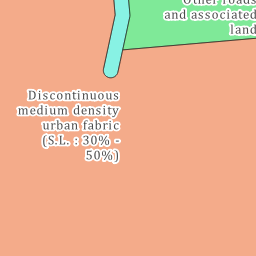 Other roads
and associated
land
Discontinuous
medium density
urban fabric
(S.L. : 30% -
50%)